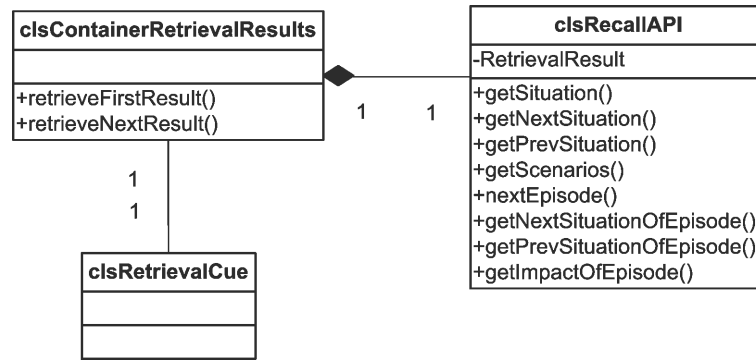 clsContainerRetrievalResults
+retrieveFirstResult()
+retrieveNextResult()
1
1
clsRecallAPI
-RetrievalResult
+getSituation()
+getNextSituation()
+getPrevSituation()
+getScenarios()
+nextEpisode()
+getNextSituationOfEpisode()
+getPrevSituationOfEpisode()
+getImpactOfEpisode()
1
1
clsRetrievalCue